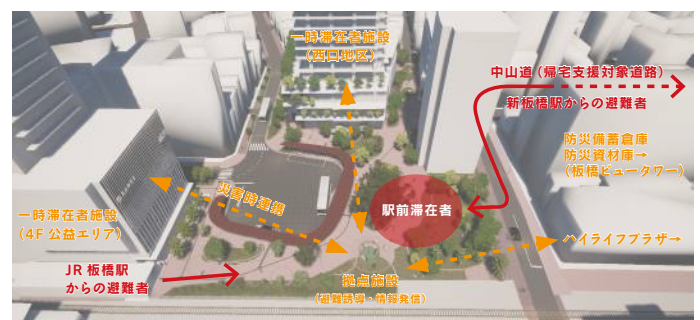 一時滞在者施設
(西口地区)
中山道(帰宅支援対象道路)
新板橋駅からの避難者
防災備蓄倉庫
防災資材庫→
(板橋ビュータワー)
災害時連携
駅前滞在者
一時滞在者施設
(4F 公益エリア)
ハイライフプラザ→
JR 板橋駅
からの避難者
拠点施設
(避難誘導・情報発信)